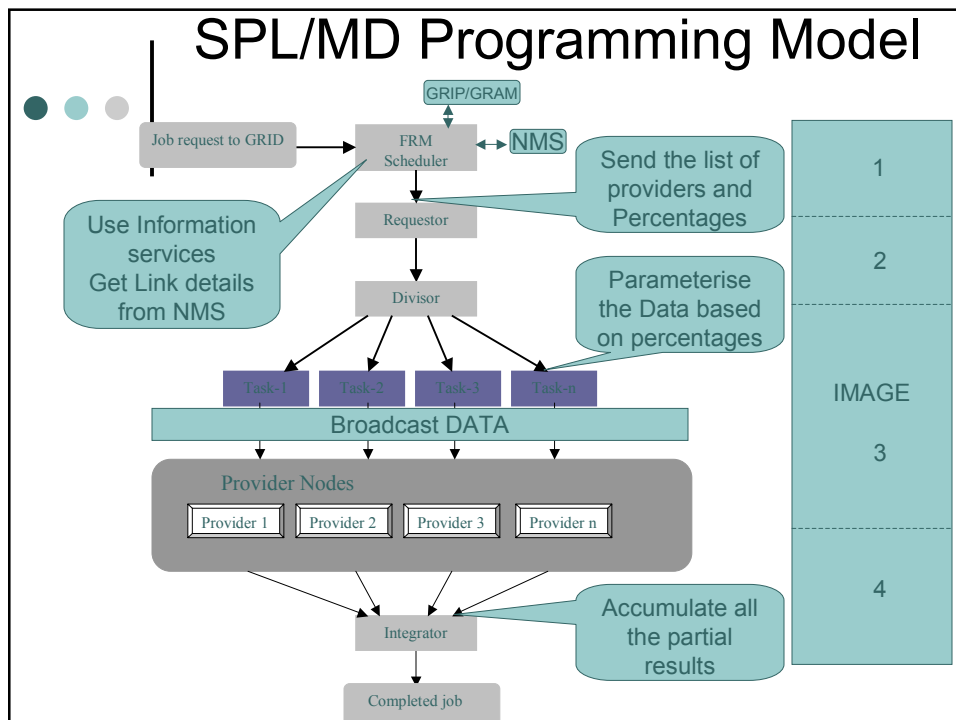 SPL/MD Programming Model
GRIP/GRAM
Job request to GRID
FRM
Scheduler
NMS
Send the list of
providers and
Percentages
1
Use Information
services
Get Link details
from NMS
Requestor
2
Divisor
Parameterise
the Data based
on percentages
Task-1
Task-2
Task-3
Task-n
IMAGE
Broadcast DATA
3
Provider Nodes
Provider 1
Provider 2
Provider 3
Provider n
4
Accumulate all
the partial
results
Integrator
Completed job